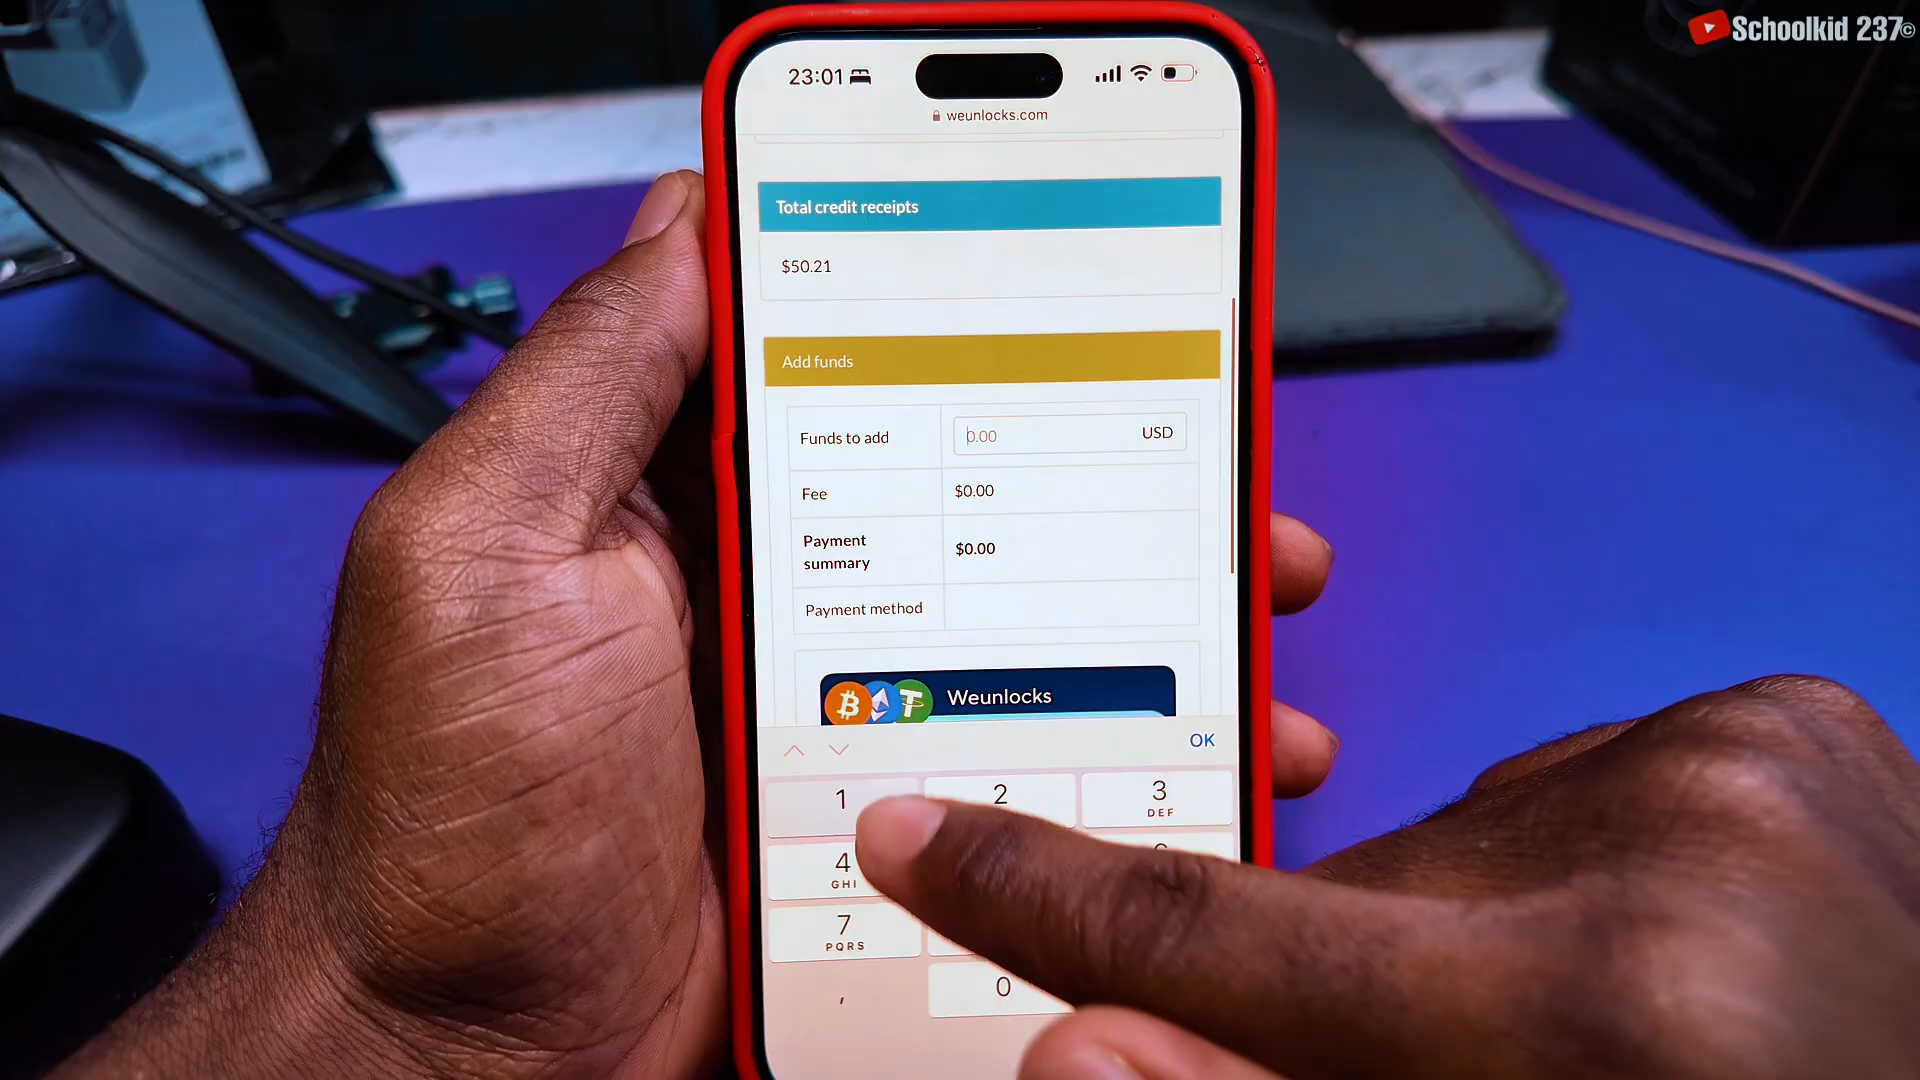 Schoolkid 237©
23:01
weunlocks.com
Total credit receipts
$50.21
Add funds
Funds to add
0.00 USD
Fee
$0.00
Payment
summary
$0.00
Payment method
Weunlocks
OK
1
2
3
DEF
4
GHI
7
PQRS
,
0